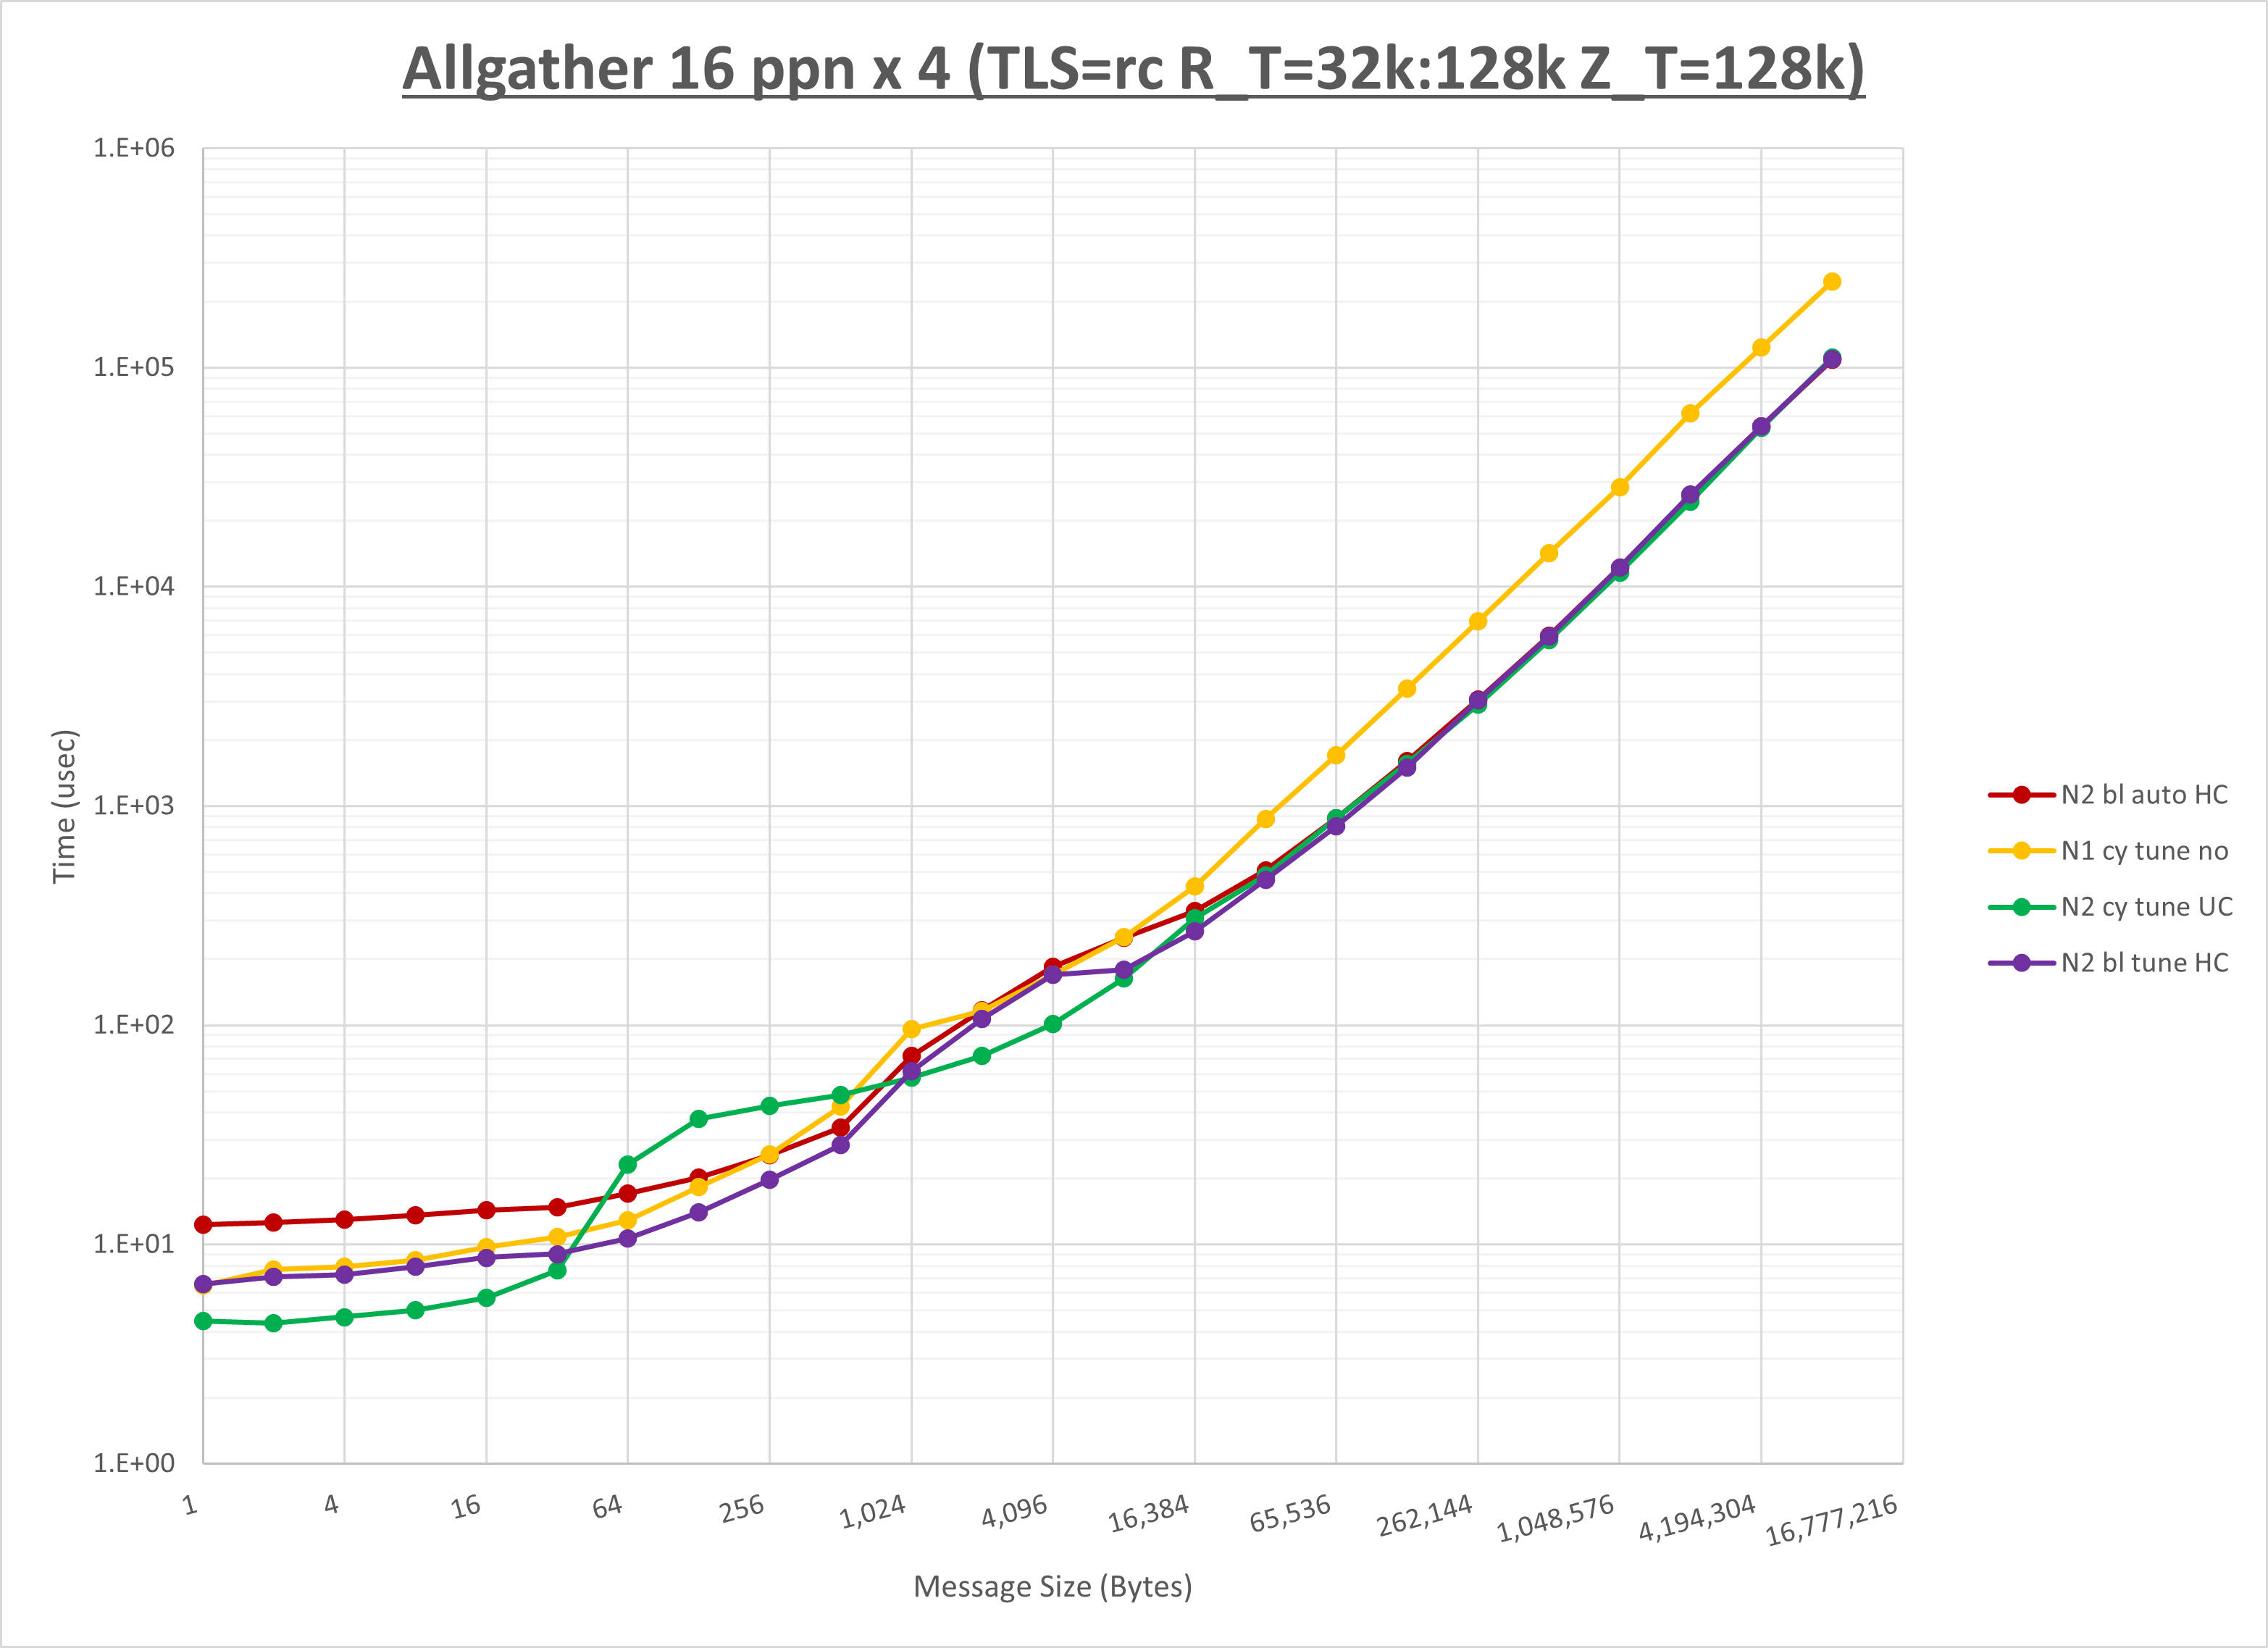 Allgather 16 ppn x 4 (TLS=rc R_T=32k:128k Z_T=128k)
1.E+06
1.E+05
1.E+04
1.E+03
1.E+02
1.E+01
1.E+00
Time (usec)
N2 bl auto HC
N1 cy tune no
N2 cy tune UC
N2 bl tune HC
1
4
16
64
256
1,024
4,096
16,384
65,536
262,144
1,048,576
4,194,304
16,777,216
Message Size (Bytes)